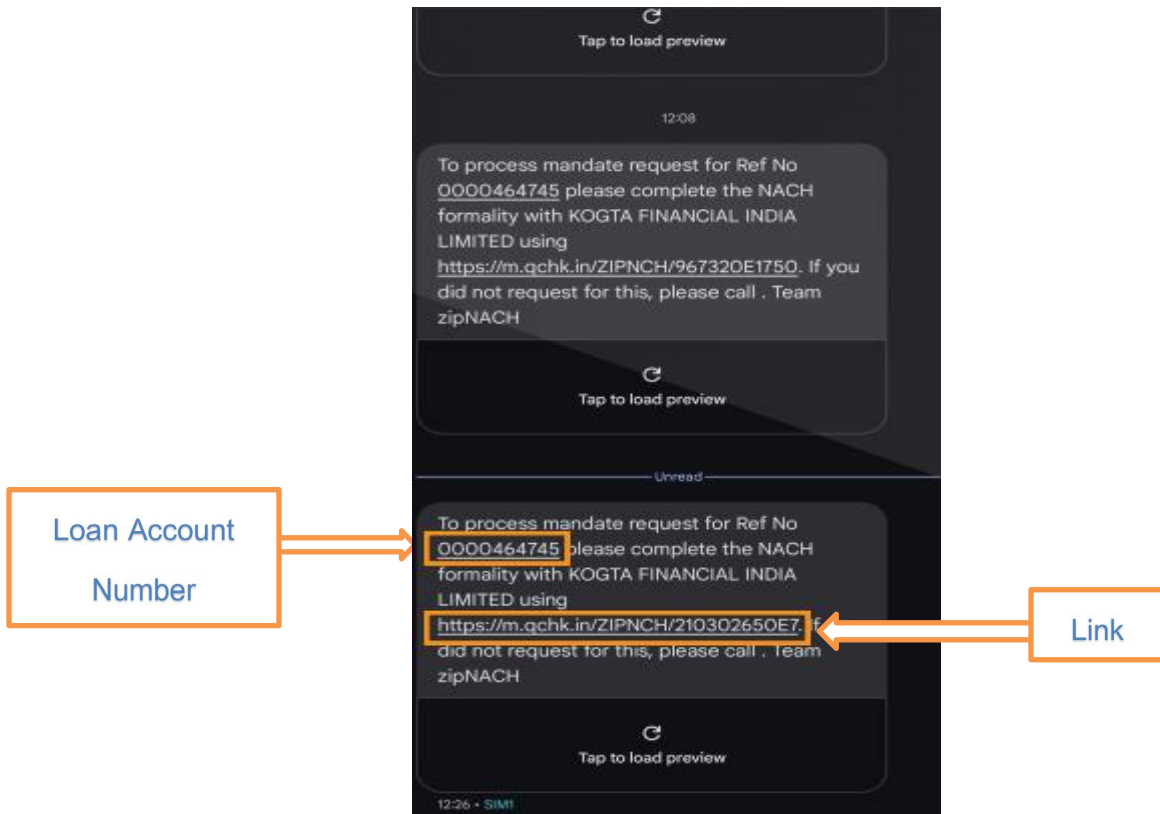 Tap to load preview
12:08
To process mandate request for Ref No
0000464745 please complete the NACH
formality with KOGTA FINANCIAL INDIA
LIMITED using
https://m.qchk.in/ZIPNCH/967320E1750. If you
did not request for this, please call . Team
zipNACH
Tap to load preview
Unread
To process mandate request for Ref No
0000464745 please complete the NACH
formality with KOGTA FINANCIAL INDIA
LIMITED using
https://m.qchk.in/ZIPNCH/210302650E7. If
did not request for this, please call . Team
zipNACH
Tap to load preview
12:26 • SIM1
Loan Account
Number
Link